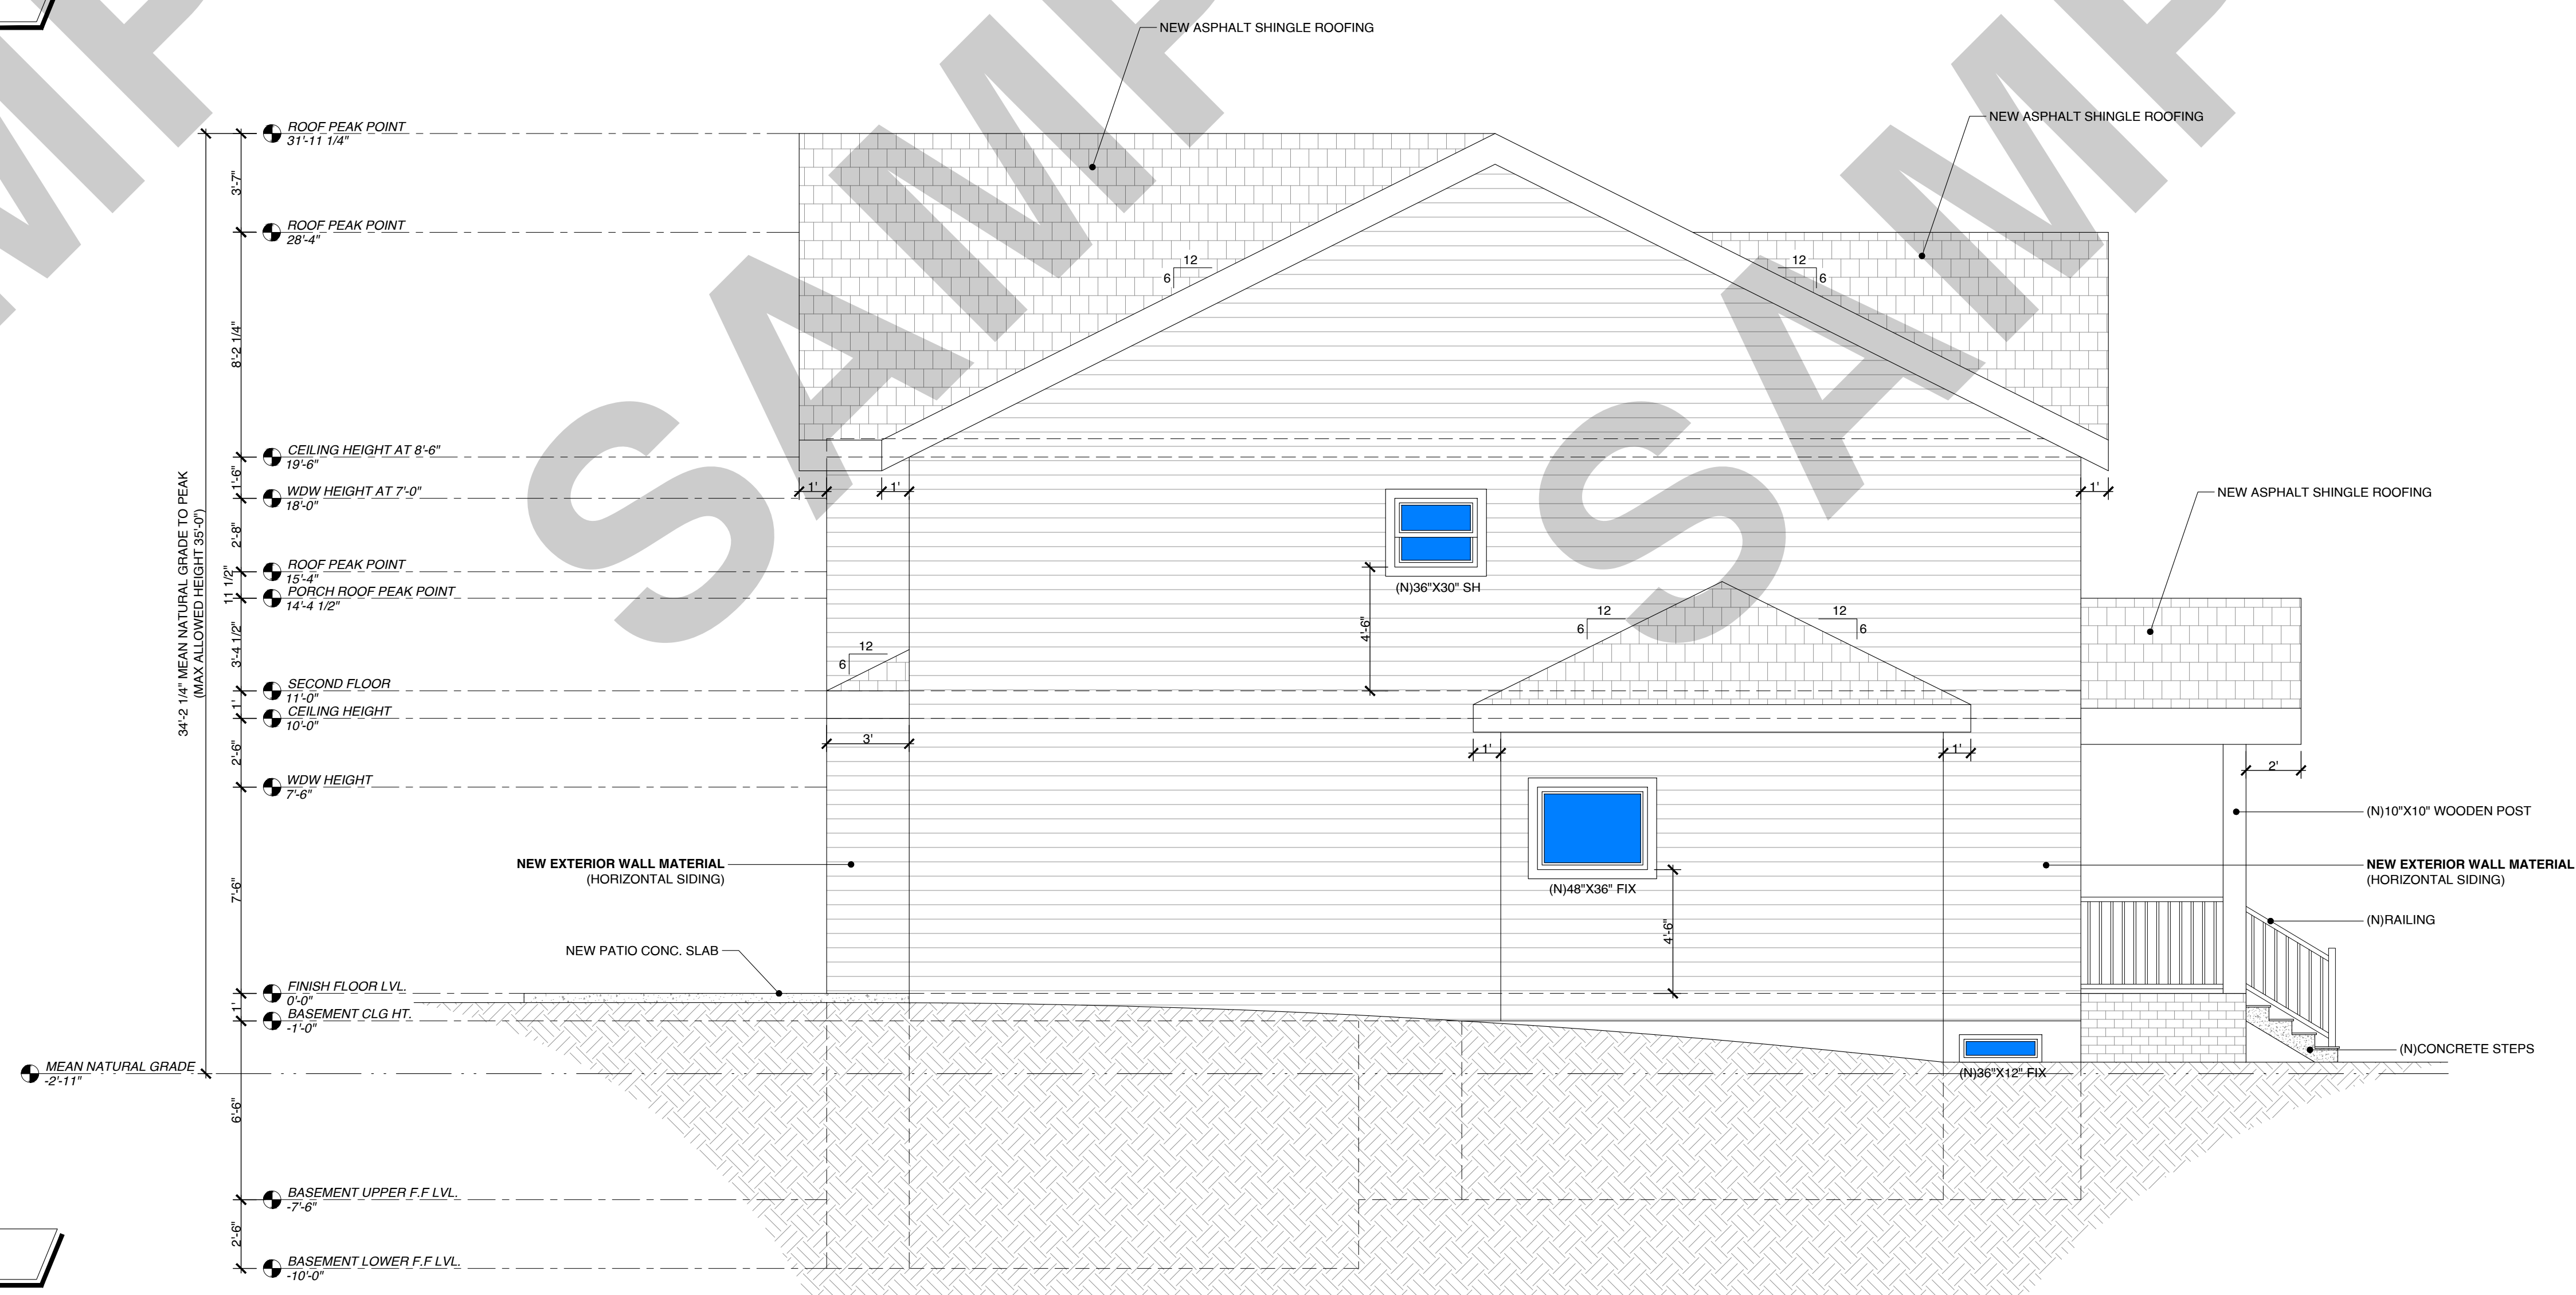 NEW ASPHALT SHINGLE ROOFING
NEW ASPHALT SHINGLE ROOFING
ROOF PEAK POINT
31'-11 1/4"
3'-7"
ROOF PEAK POINT
28'-4"
12
6
12
6
8'-2 1/4"
CEILING HEIGHT AT 8'-6"
19'-6"
1'-6"
WDW HEIGHT AT 7'-0"
18'-0"
1'
1'
1'
NEW ASPHALT SHINGLE ROOFING
2'-8"
ROOF PEAK POINT
15'-4"
11 1/2"
PORCH ROOF PEAK POINT
14'-4 1/2"
(N)36"X30" SH
4'-6"
12
6
12
6
12
6
3'-4 1/2"
34'-2 1/4" MEAN NATURAL GRADE TO PEAK
(MAX ALLOWED HEIGHT 35'-0")
SECOND FLOOR
11'-0"
1'
CEILING HEIGHT
10'-0"
3'
1'
1'
2'-6"
2'
WDW HEIGHT
7'-6"
(N)10"X10" WOODEN POST
NEW EXTERIOR WALL MATERIAL
(HORIZONTAL SIDING)
NEW EXTERIOR WALL MATERIAL
(HORIZONTAL SIDING)
(N)48"X36" FIX
7'-6"
4'-6"
(N)RAILING
NEW PATIO CONC. SLAB
FINISH FLOOR LVL.
0'-0"
1'
BASEMENT CLG HT.
-1'-0"
(N)CONCRETE STEPS
MEAN NATURAL GRADE
-2'-11"
(N)36"X12" FIX
6'-6"
BASEMENT UPPER F.F LVL.
-7'-6"
2'-6"
BASEMENT LOWER F.F LVL.
-10'-0"
SAMP
SAMP
MP